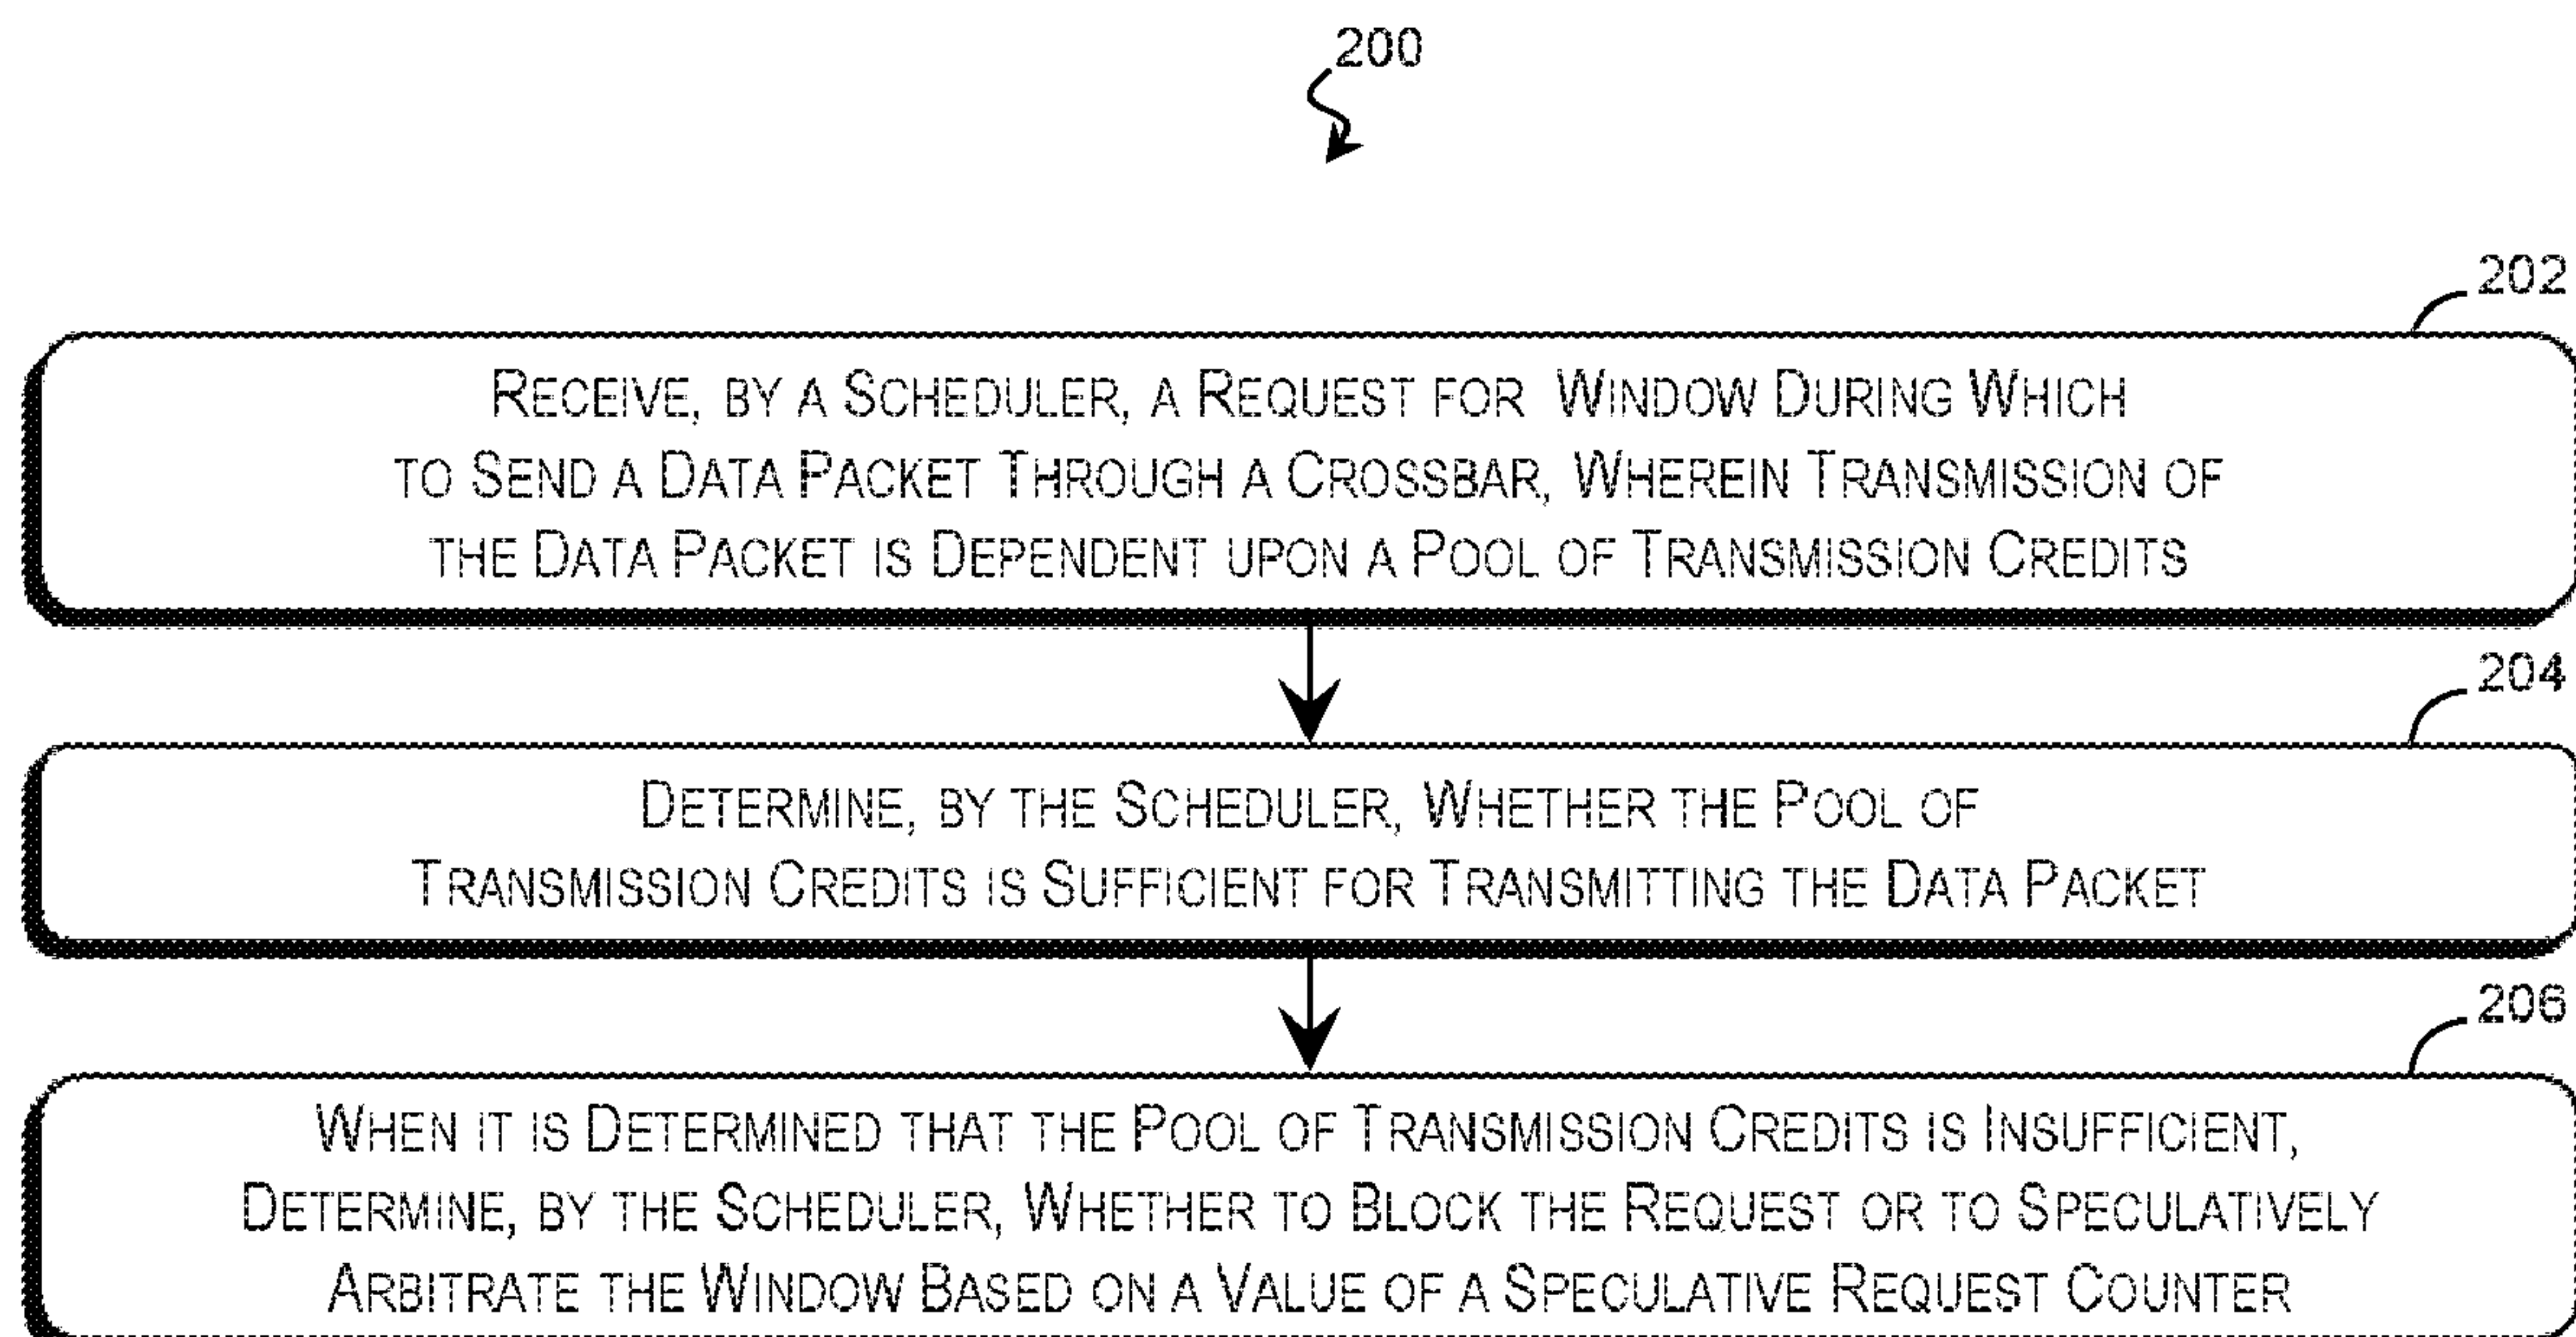 200
202
RECEIVE, BY A SCHEDULER, A REQUEST FOR WINDOW DURING WHICH
TO SEND A DATA PACKET THROUGH A CROSSBAR, WHEREIN TRANSMISSION OF
THE DATA PACKET IS DEPENDENT UPON A POOL OF TRANSMISSION CREDITS
204
DETERMINE, BY THE SCHEDULER, WHETHER THE POOL OF
TRANSMISSION CREDITS IS SUFFICIENT FOR TRANSMITTING THE DATA PACKET
206
WHEN IT IS DETERMINED THAT THE POOL OF TRANSMISSION CREDITS IS INSUFFICIENT,
DETERMINE, BY THE SCHEDULER, WHETHER TO BLOCK THE REQUEST OR TO SPECULATIVELY
ARBITRATE THE WINDOW BASED ON A VALUE OF A SPECULATIVE REQUEST COUNTER